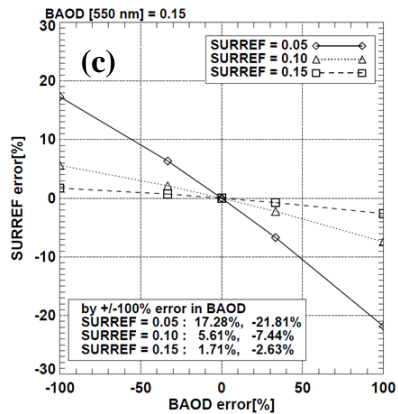 BAOD [550 nm] = 0.15
(c)
SURREF = 0.05
SURREF = 0.10
SURREF = 0.15
30
20
10
0
-10
-20
-30
SURREF error[%]
by +/-100% error in BAOD
SURREF = 0.05 : 17.28%, -21.81%
SURREF = 0.10 : 5.61%, -7.44%
SURREF = 0.15 : 1.71%, -2.63%
-100 -50 0 50 100
BAOD error[%]